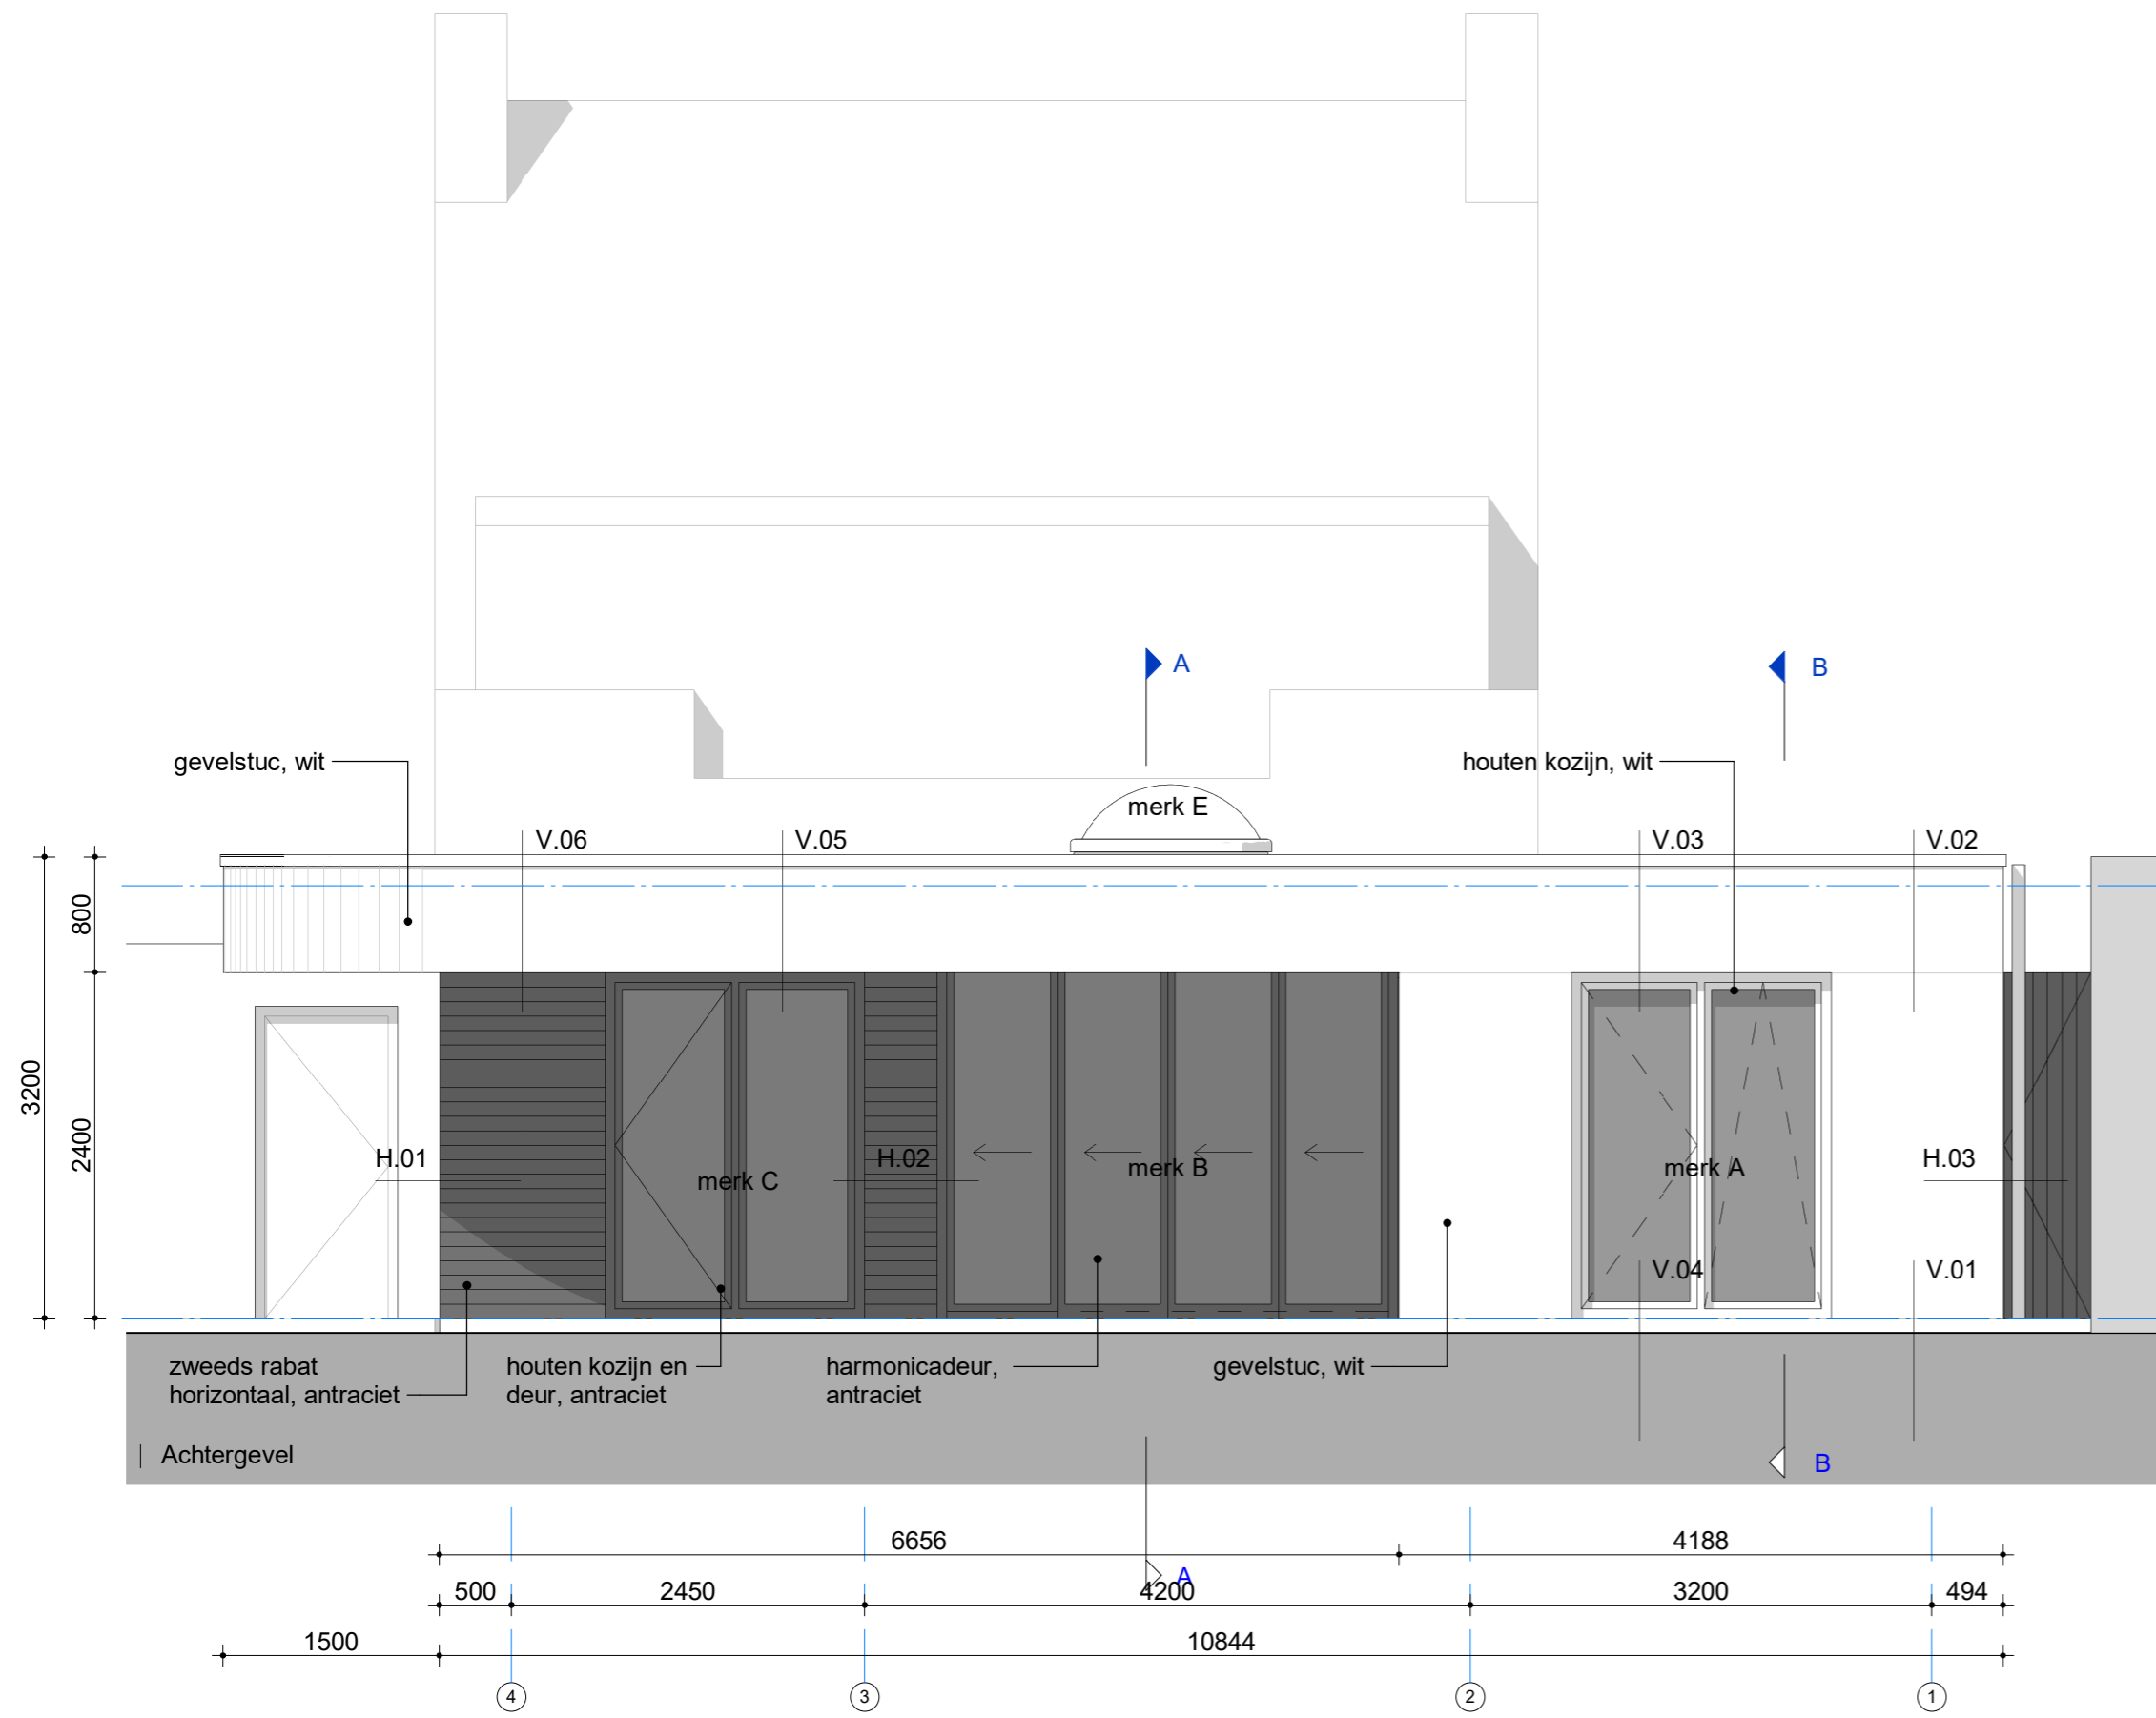 A
B
gevelstuc, wit
houten kozijn, wit
merk E
V.06
V.05
V.03
V.02
800
3200
2400
H.01
merk C
H.02
merk B
merk A
H.03
V.04
V.01
zweeds rabat
horizontaal, antraciet
houten kozijn en
deur, antraciet
harmonicadeur,
antraciet
gevelstuc, wit
Achtergevel
B
6656
4188
A
500
2450
4200
3200
494
1500
10844
4
3
2
1